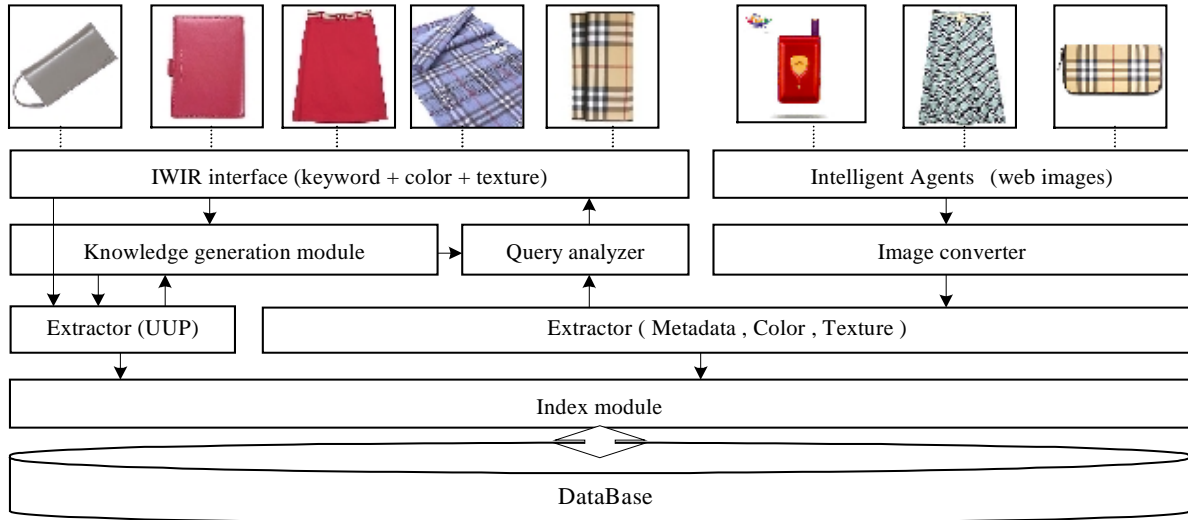 IWIR interface (keyword + color + texture)
Intelligent Agents (web images)
Knowledge generation module
Query analyzer
Image converter
Extractor (UUP)
Extractor ( Metadata , Color , Texture )
Index module
DataBase